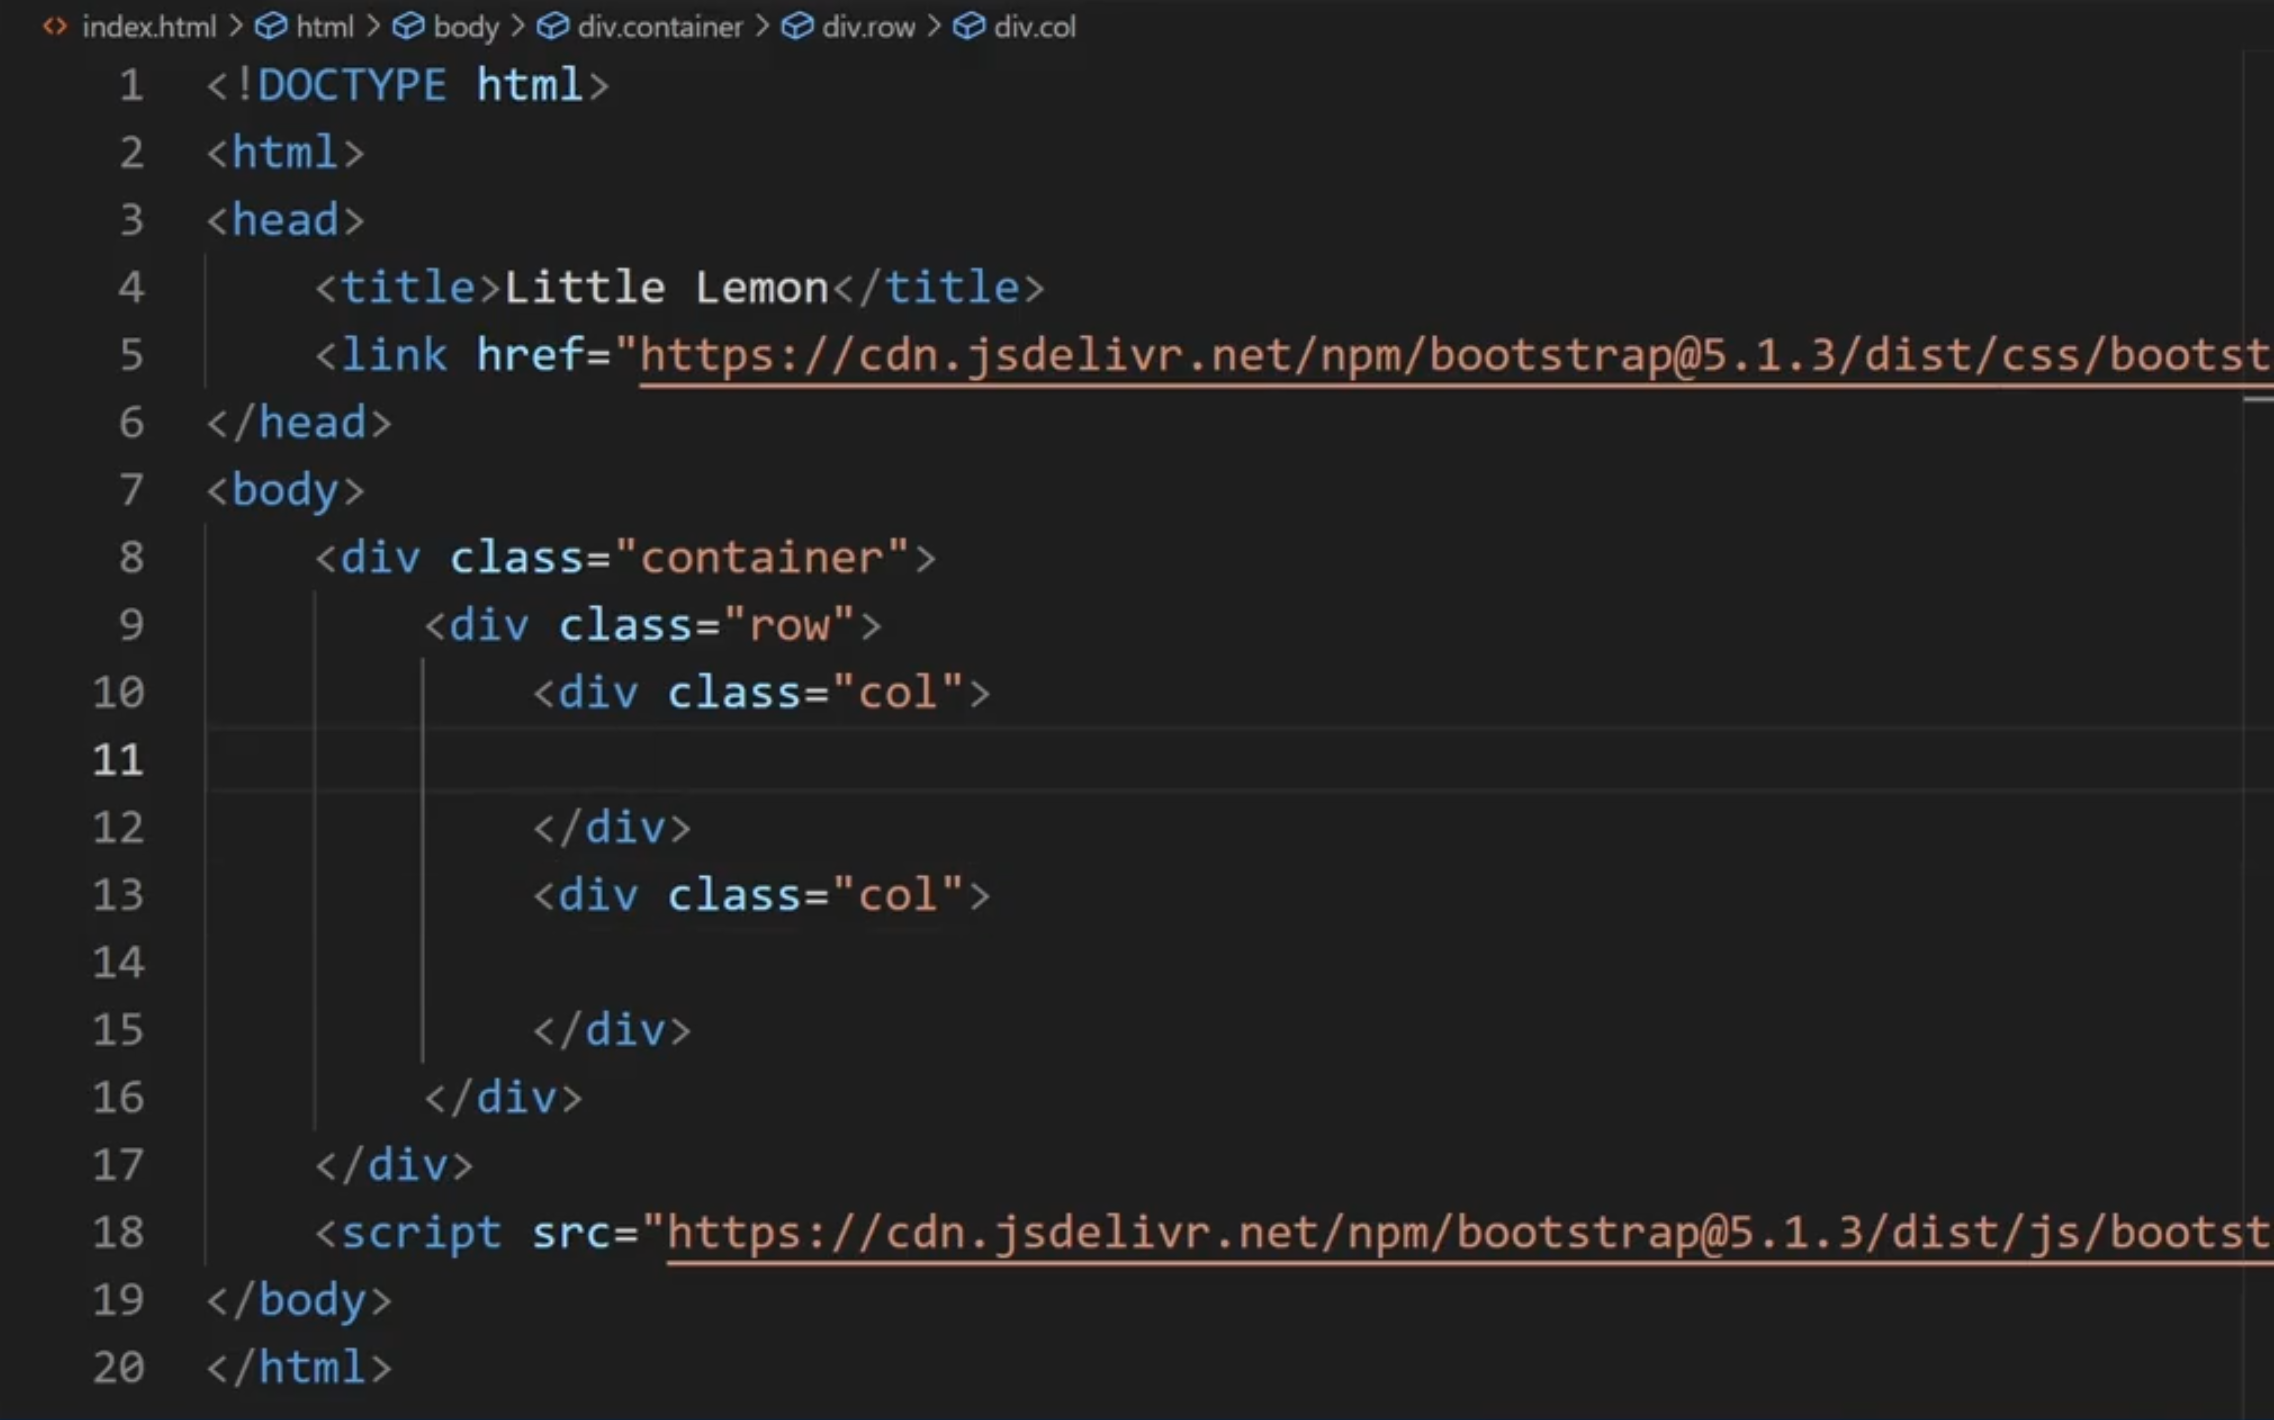 index.html > html > body > div.container > div.row > div.col
1 <!DOCTYPE html>
2 <html>
3 <head>
4 <title>Little Lemon</title>
5 <link href="https://cdn.jsdelivr.net/npm/bootstrap@5.1.3/dist/css/bootst
6 </head>
7 <body>
8 <div class="container">
9 <div class="row">
10 <div class="col">
11
12 </div>
13 <div class="col">
14
15 </div>
16 </div>
17 </div>
18 <script src="https://cdn.jsdelivr.net/npm/bootstrap@5.1.3/dist/js/bootst
19 </body>
20 </html>